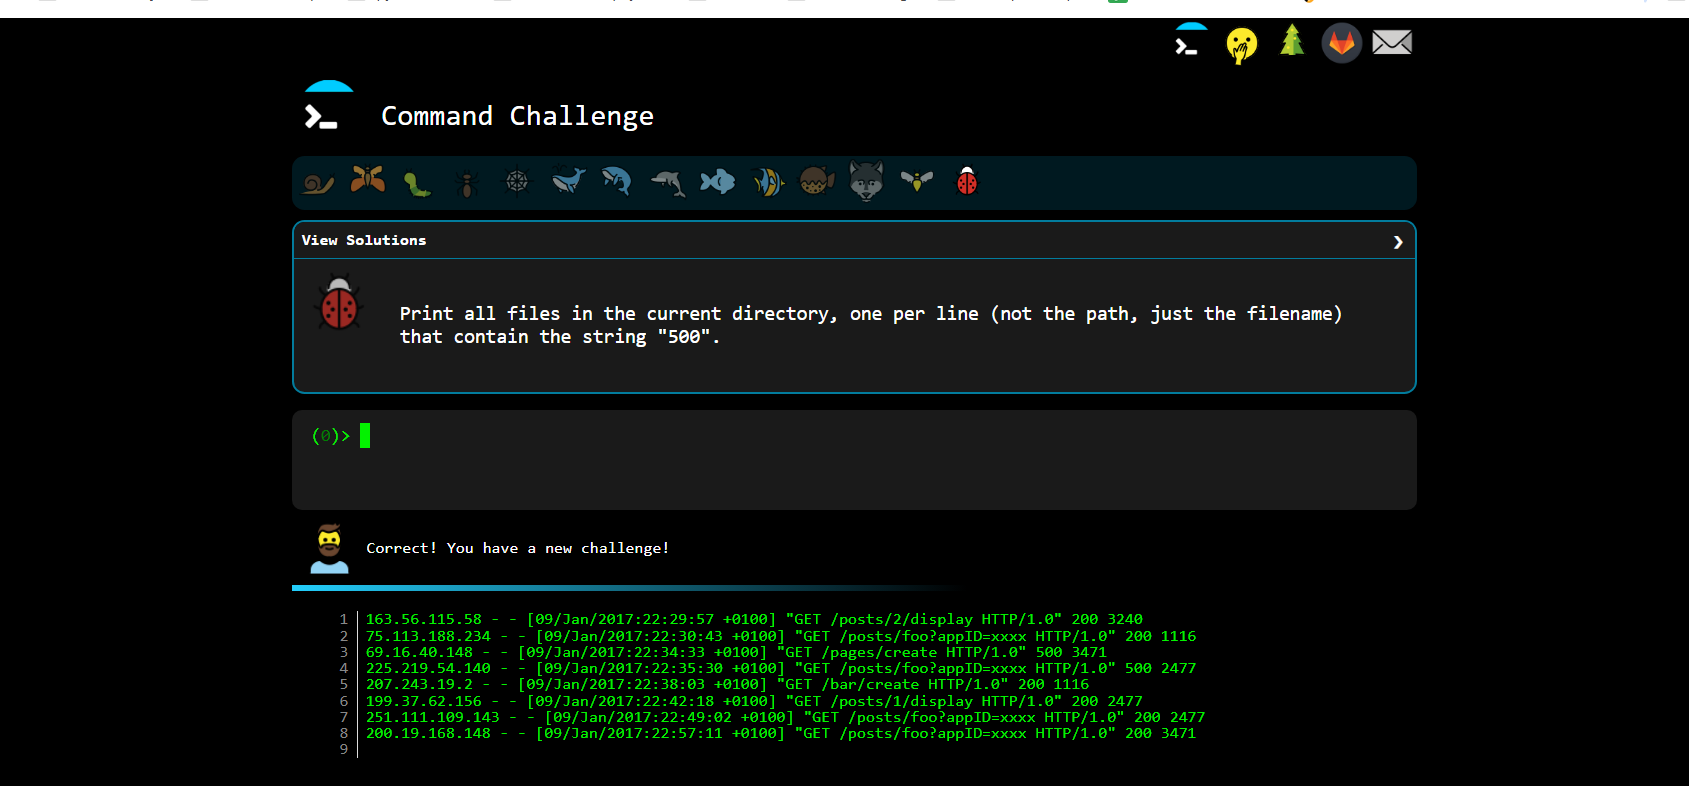 Command Challenge
View Solutions
Print all files in the current directory, one per line (not the path, just the filename)
that contain the string "500".
(0)>
Correct! You have a new challenge!
1 163.56.115.58 - - [09/Jan/2017:22:29:57 +0100] "GET /posts/2/display HTTP/1.0" 200 3240
2 75.113.188.234 - - [09/Jan/2017:22:30:43 +0100] "GET /posts/foo?appID=xxxx HTTP/1.0" 200 1116
3 69.16.40.148 - - [09/Jan/2017:22:34:33 +0100] "GET /pages/create HTTP/1.0" 500 3471
4 225.219.54.140 - - [09/Jan/2017:22:35:30 +0100] "GET /posts/foo?appID=xxxx HTTP/1.0" 500 2477
5 207.243.19.2 - - [09/Jan/2017:22:38:03 +0100] "GET /bar/create HTTP/1.0" 200 1116
6 199.37.62.156 - - [09/Jan/2017:22:42:18 +0100] "GET /posts/1/display HTTP/1.0" 200 2477
7 251.111.109.143 - - [09/Jan/2017:22:49:02 +0100] "GET /posts/foo?appID=xxxx HTTP/1.0" 200 2477
8 200.19.168.148 - - [09/Jan/2017:22:57:11 +0100] "GET /posts/foo?appID=xxxx HTTP/1.0" 200 3471
9